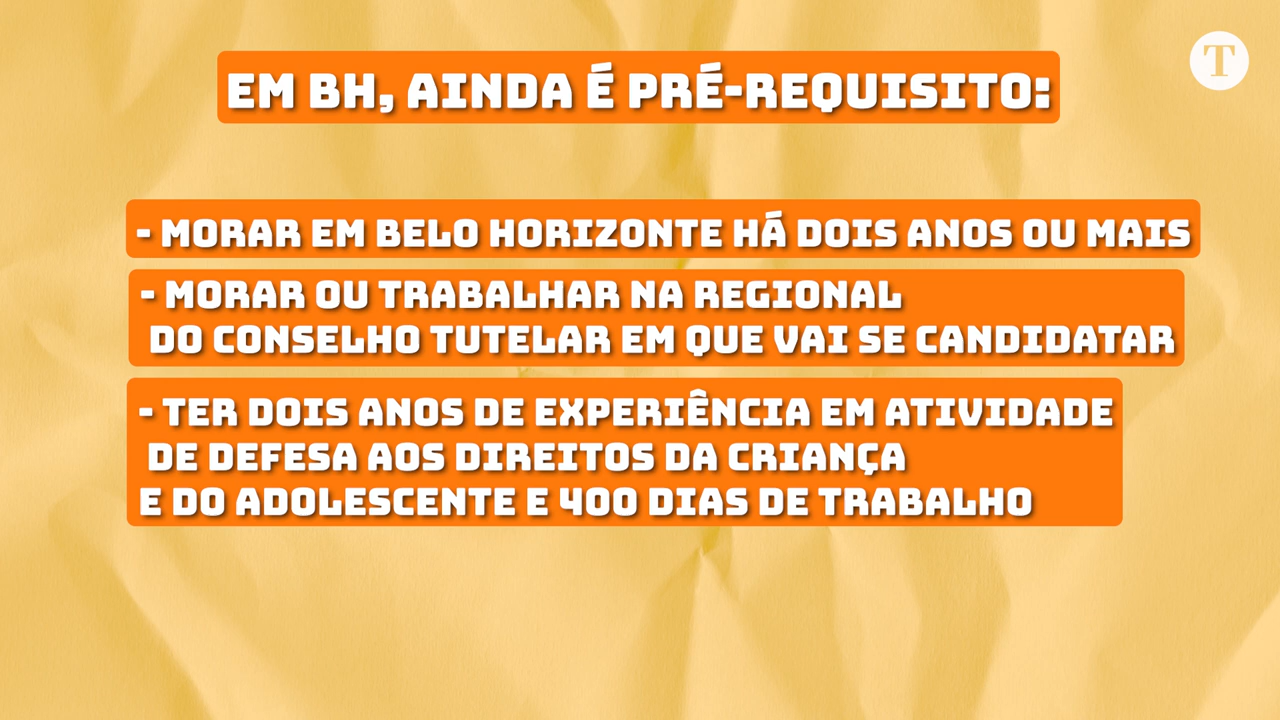 T
EM BH, AINDA É PRÉ-REQUISITO:
- MORAR EM BELO HORIZONTE HÁ DOIS ANOS OU MAIS
- MORAR OU TRABALHAR NA REGIONAL
DO CONSELHO TUTELAR EM QUE VAI SE CANDIDATAR
- TER DOIS ANOS DE EXPERIÊNCIA EM ATIVIDADE
DE DEFESA AOS DIREITOS DA CRIANÇA
E DO ADOLESCENTE E 400 DIAS DE TRABALHO